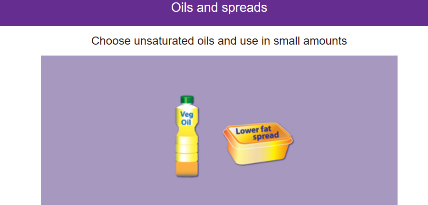 Oils and spreads
Choose unsaturated oils and use in small amounts
Veg
Oil
Lower fat
spread